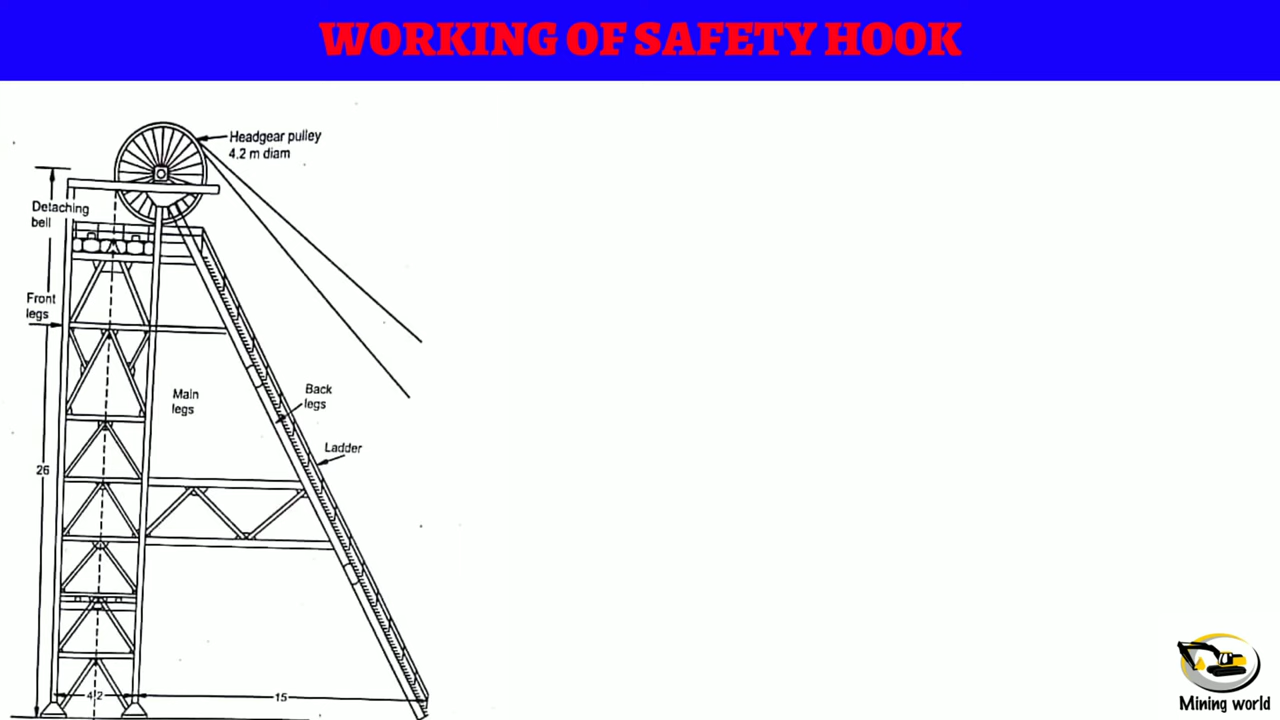 WORKING OF SAFETY HOOK
Headgear pulley
4.2 m diam
Detaching
bell
Front
legs
Main
legs
Back
legs
Ladder
26
4.2
15
Mining world